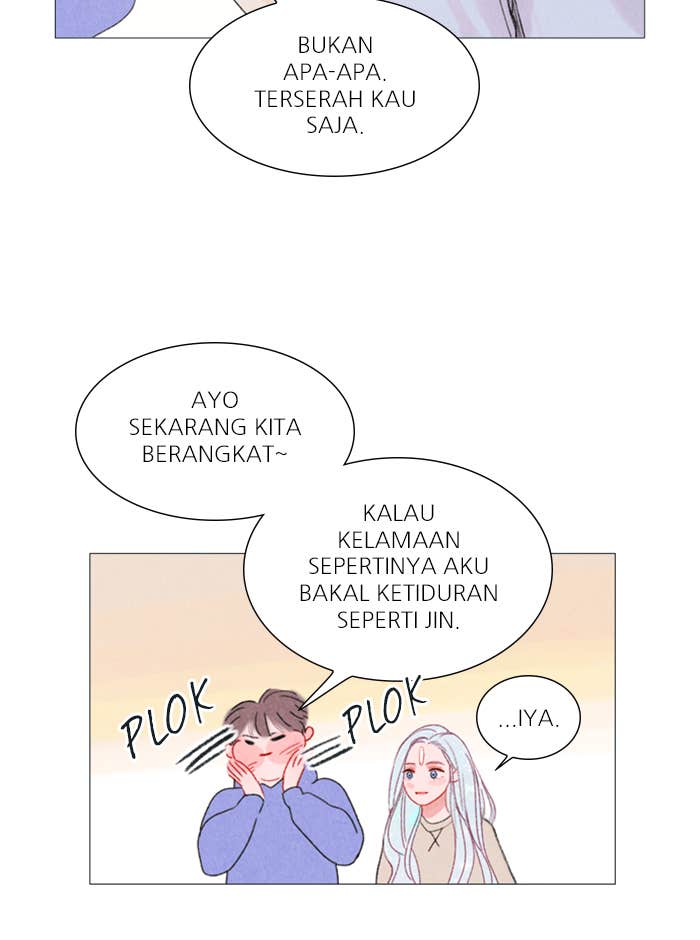 BUKAN
APA-APA.
TERSERAH KAU
SAJA.
AYO
SEKARANG KITA
BERANGKAT~
KALAU
KELAMAAN
SEPERTINYA AKU
BAKAL KETIDURAN
SEPERTI JIN.
PLOK
PLOK
...IYA.